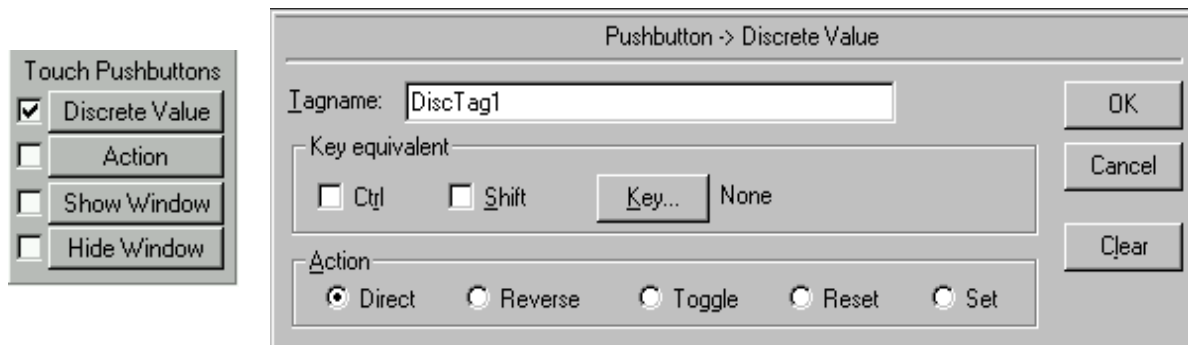 Touch Pushbuttons
Discrete Value
Action
Show Window
Hide Window
Pushbutton -> Discrete Value
Tagname: DiscTag1
OK
Key equivalent
Cancel
Ctrl Shift Key... None
Clear
Action
Direct Reverse Toggle Reset Set